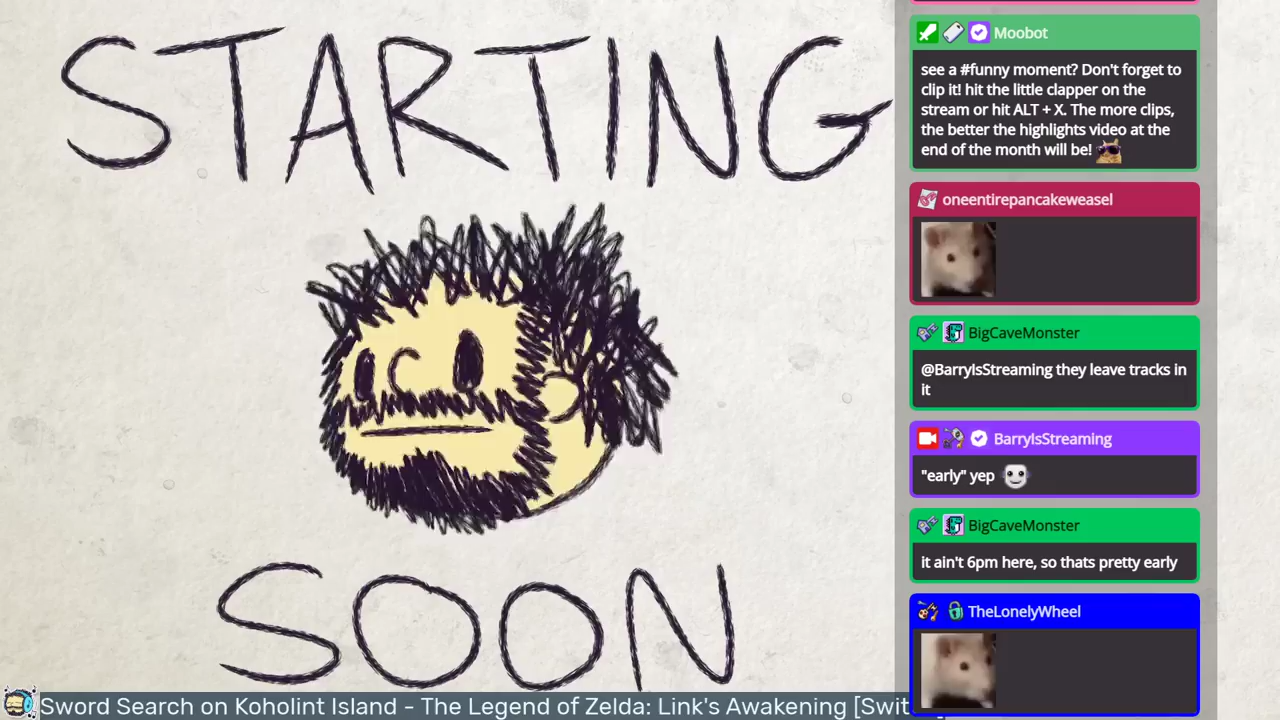 STARTING
SOON
Moobot
see a #funny moment? Don't forget to
clip it! hit the little clapper on the
stream or hit ALT + X. The more clips,
the better the highlights video at the
end of the month will be!
oneentirepancakeweasel
BigCaveMonster
@BarryIsStreaming they leave tracks in
it
BarryIsStreaming
"early" yep
BigCaveMonster
it ain't 6pm here, so thats pretty early
TheLonelyWheel
Sword Search on Koholint Island - The Legend of Zelda: Link's Awakening [Swit